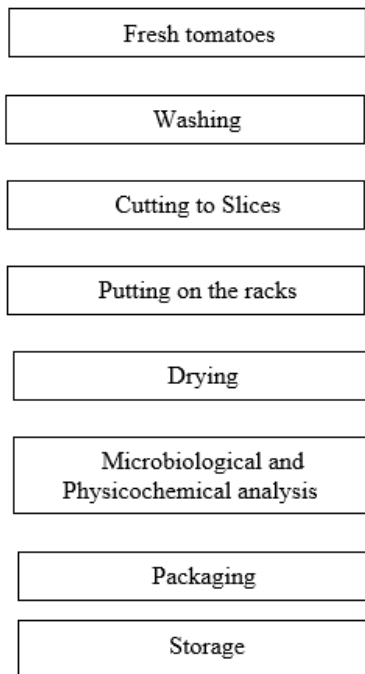 Fresh tomatoes
Washing
Cutting to Slices
Putting on the racks
Drying
Microbiological and
Physicochemical analysis
Packaging
Storage